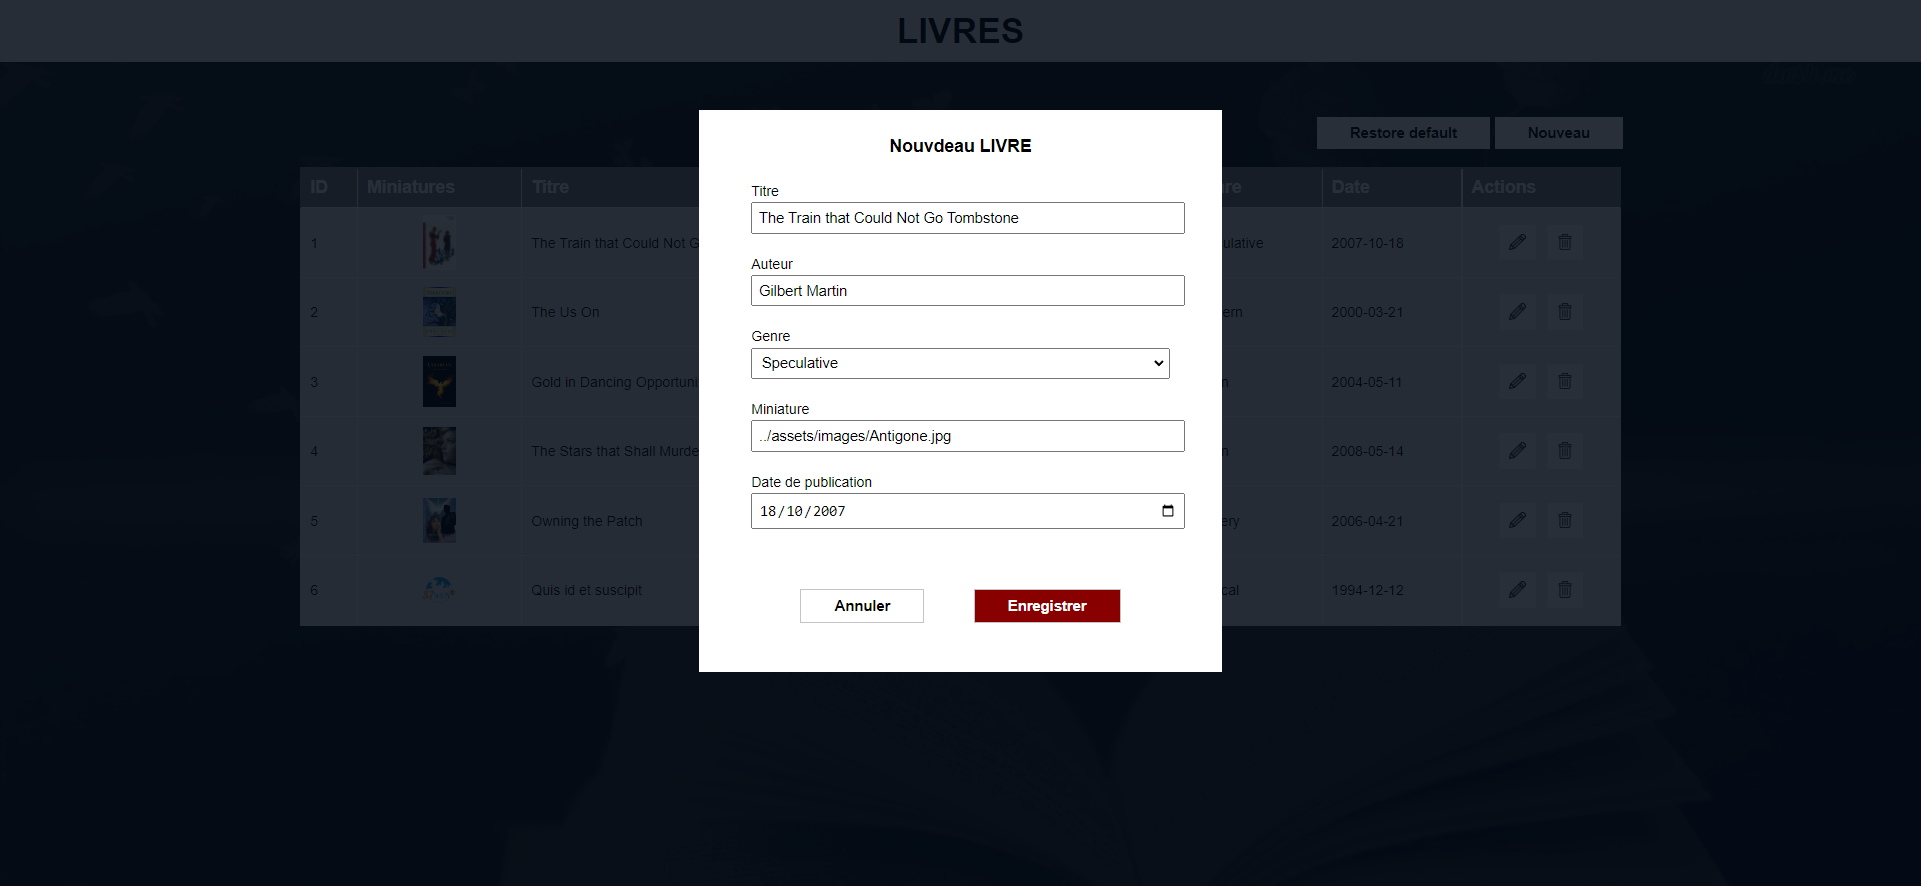 LIVRES
Restore default Nouveau
ID Miniatures Titre re Date Actions
1 The Train that Could Not G ulative 2007-10-18
2 The Us On ern 2000-03-21
3 Gold in Dancing Opportuni n 2004-05-11
4 The Stars that Shall Murde n 2008-05-14
5 Owning the Patch ery 2006-04-21
6 Quis id et suscipit cal 1994-12-12
Nouvdeau LIVRE
Titre
The Train that Could Not Go Tombstone
Auteur
Gilbert Martin
Genre
Speculative
Miniature
../assets/images/Antigone.jpg
Date de publication
18/10/2007
Annuler Enregistrer